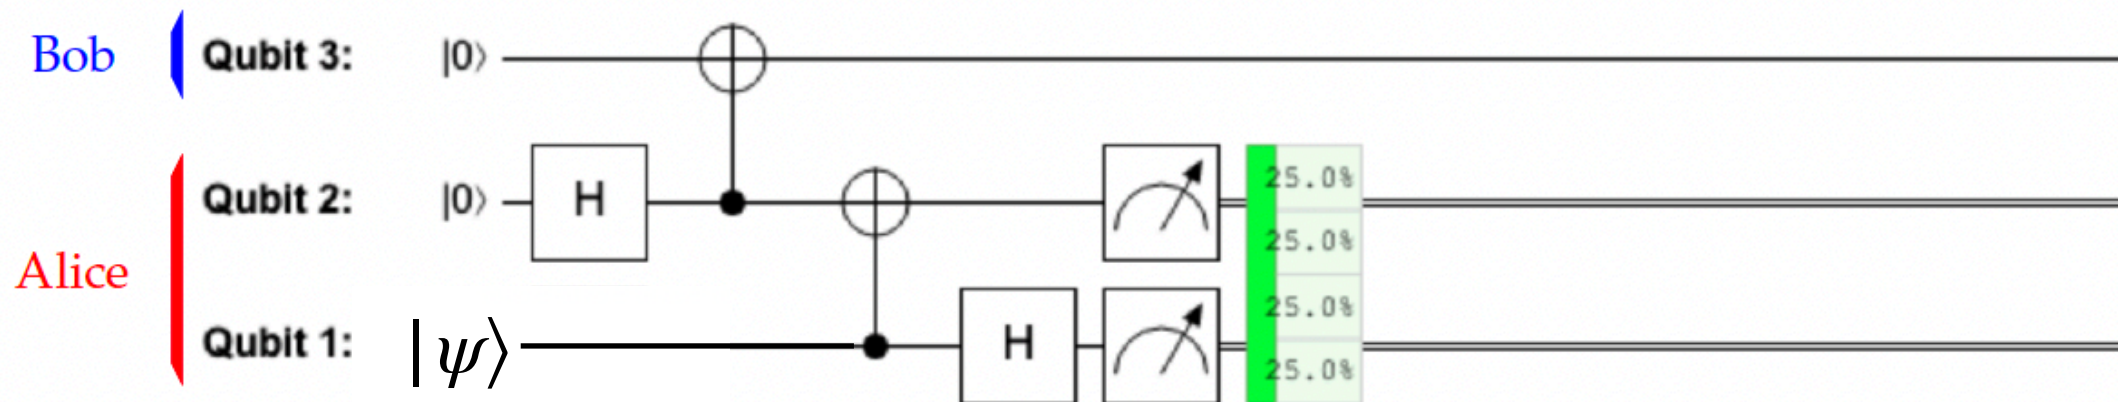 Bob Qubit 3: |0⟩
25.0%
Qubit 2: |0⟩ H
25.0%
Alice
25.0%
Qubit 1: |ψ⟩ H
25.0%